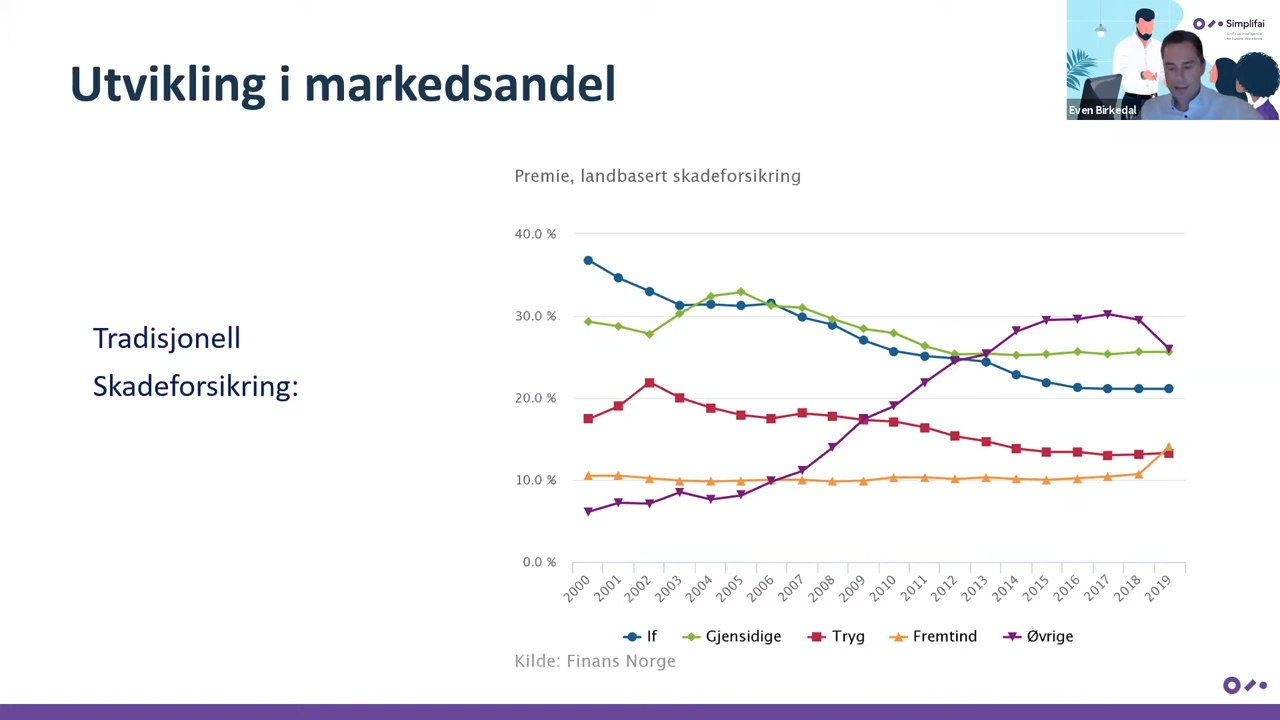 Simplifai
Utvikling i markedsandel
Even Birkedal
Premie, landbasert skadeforsikring
40.0 %
30.0 %
20.0 %
10.0 %
0.0 %
Tradisjonell
Skadeforsikring:
2000 2001 2002 2003 2004 2005 2006 2007 2008 2009 2010 2011 2012 2013 2014 2015 2016 2017 2018 2019
If Gjensidige Tryg Fremtind Øvrige
Kilde: Finans Norge